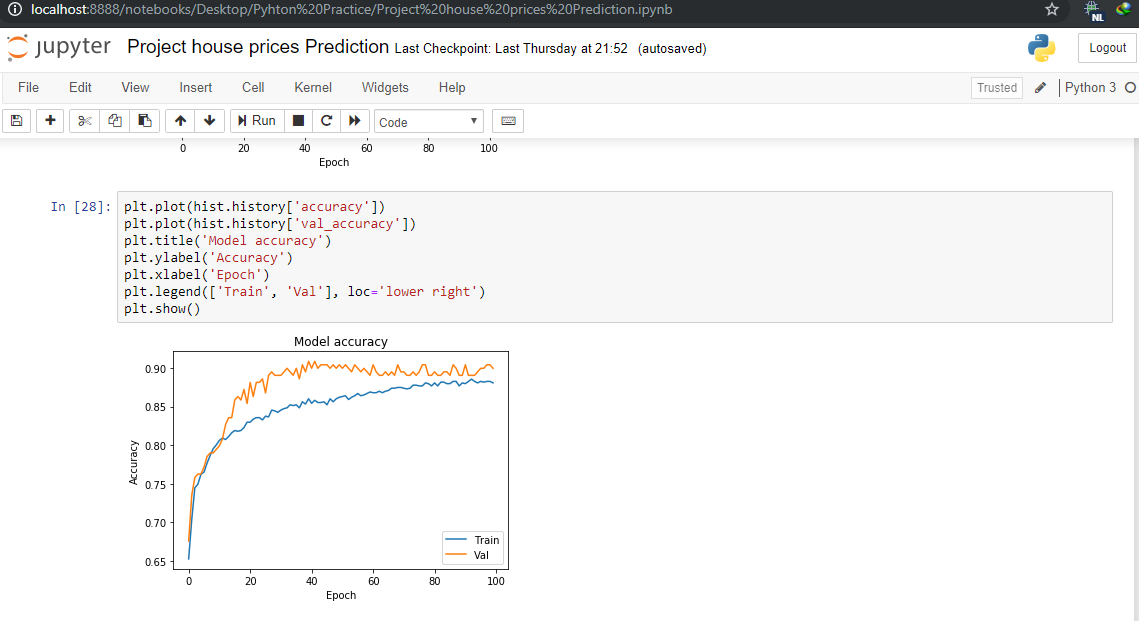 localhost:8888/notebooks/Desktop/Pyhton%20Practice/Project%20house%20prices%20Prediction.ipynb
NL
jupyter Project house prices Prediction Last Checkpoint: Last Thursday at 21:52 (autosaved)
Logout
File Edit View Insert Cell Kernel Widgets Help
Trusted
Python 3
Run
Code
0 20 40 60 80 100
Epoch
In [28]:
plt.plot(hist.history['accuracy'])
plt.plot(hist.history['val_accuracy'])
plt.title('Model accuracy')
plt.ylabel('Accuracy')
plt.xlabel('Epoch')
plt.legend(['Train', 'Val'], loc='lower right')
plt.show()
Model accuracy
0.90
0.85
0.80
0.75
0.70
0.65
Accuracy
Train
Val
0 20 40 60 80 100
Epoch